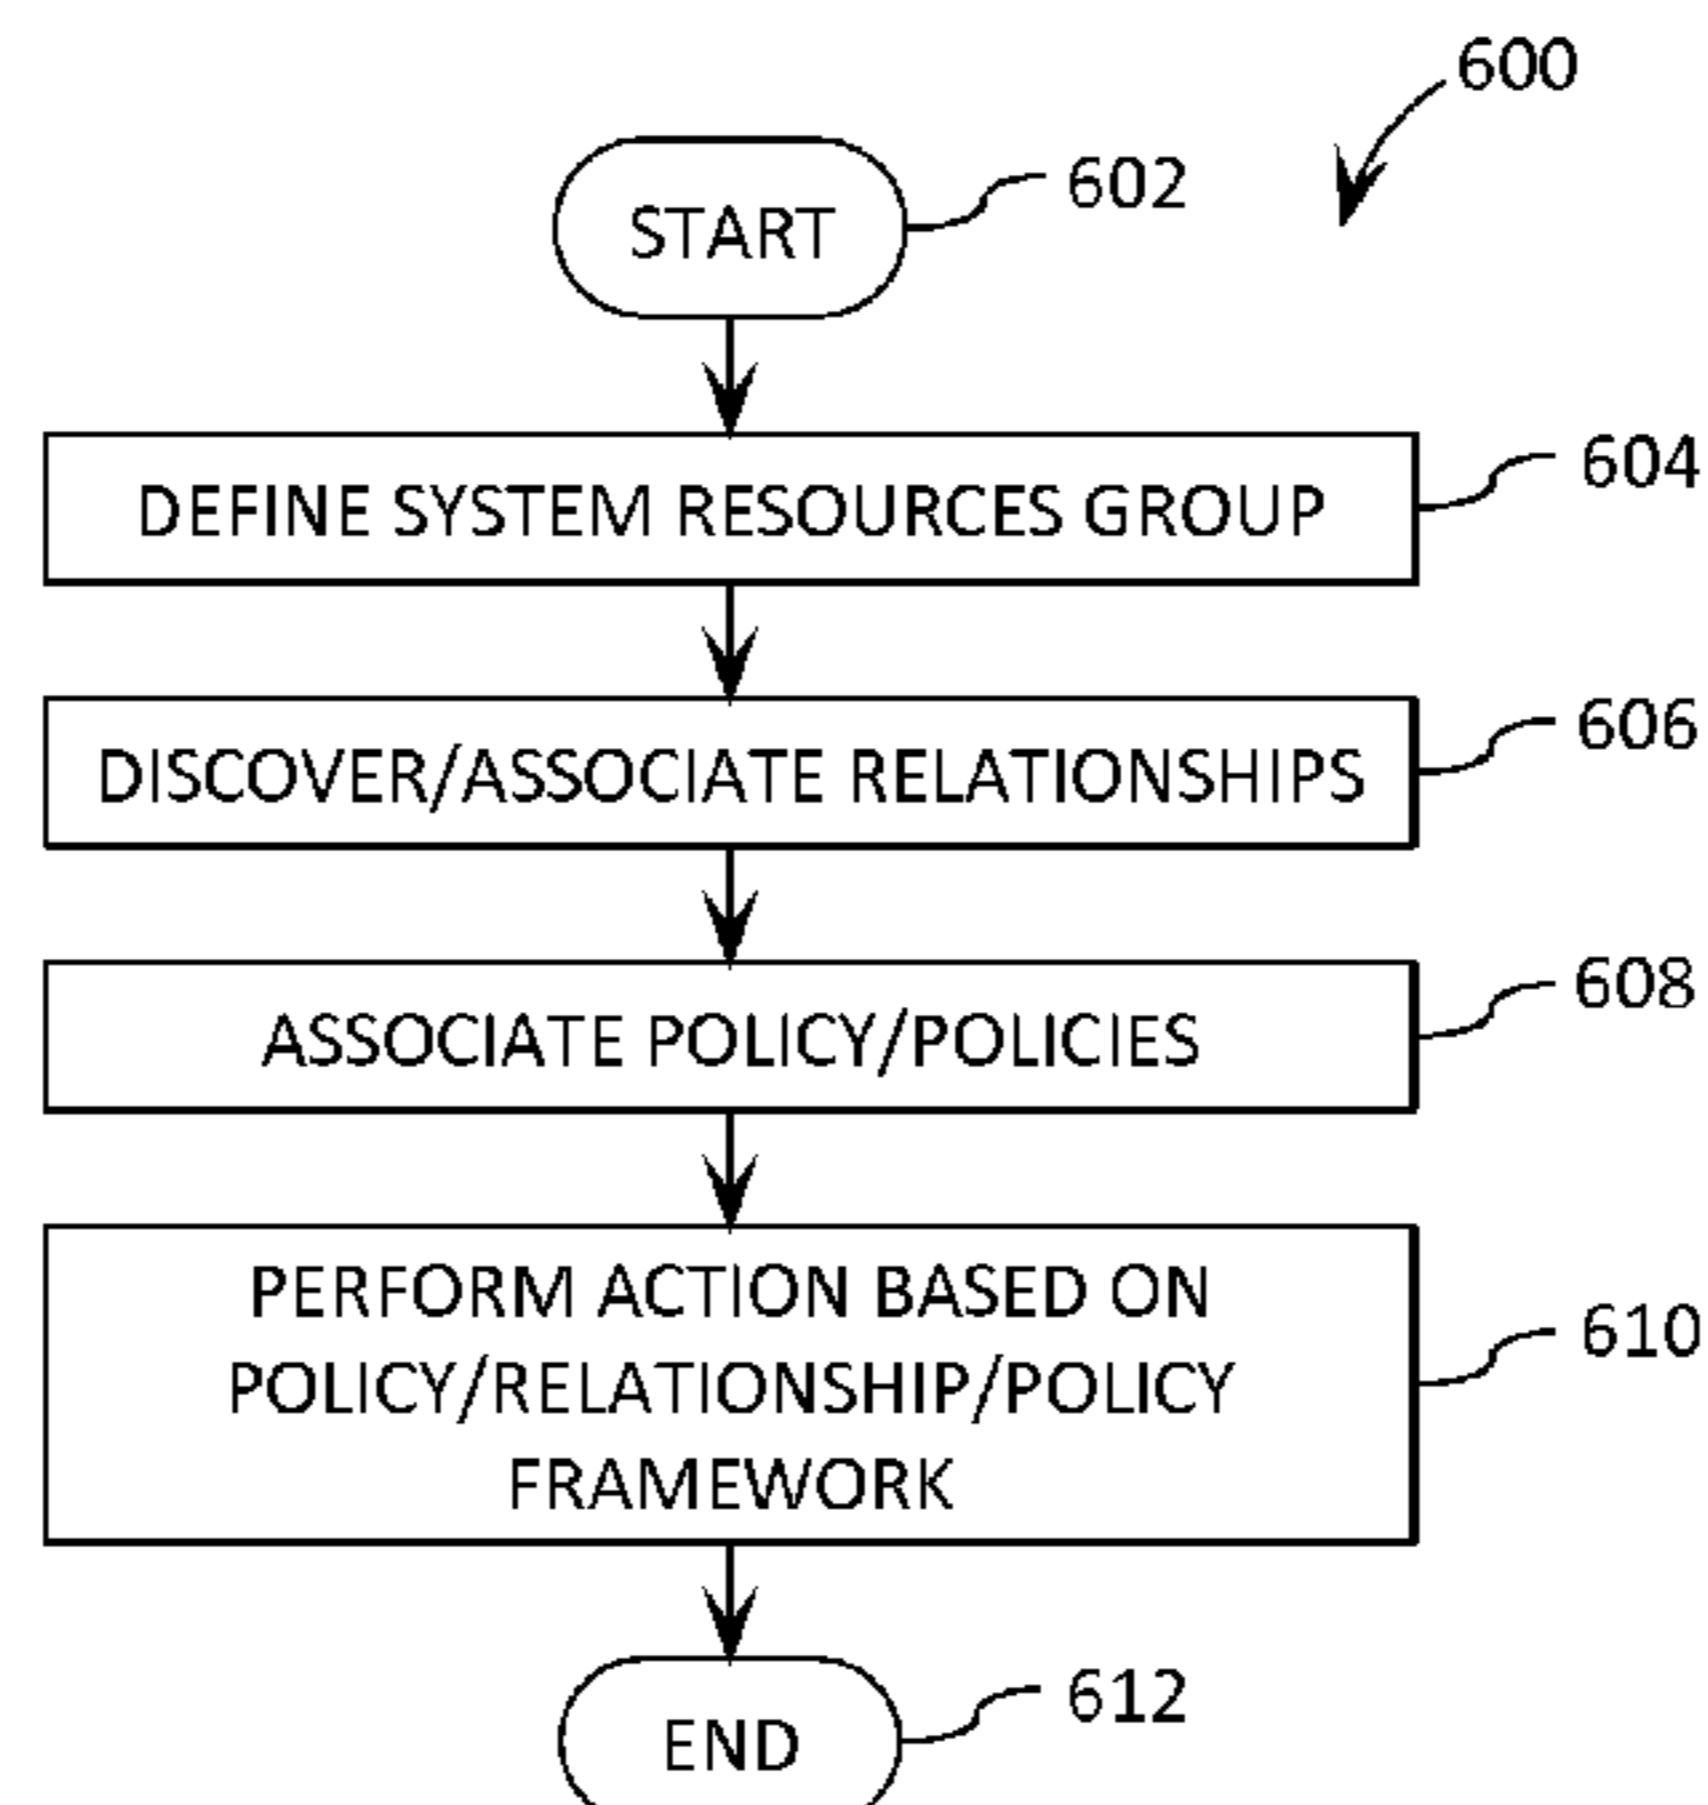 600
START
602
DEFINE SYSTEM RESOURCES GROUP
604
DISCOVER/ASSOCIATE RELATIONSHIPS
606
ASSOCIATE POLICY/POLICIES
608
PERFORM ACTION BASED ON
POLICY/RELATIONSHIP/POLICY
FRAMEWORK
610
END
612